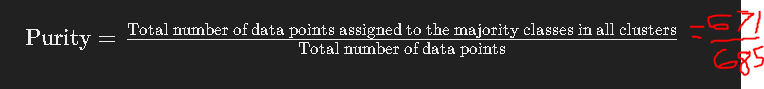 Purity = Total number of data points assigned to the majority classes in all clusters / Total number of data points = 671 / 685